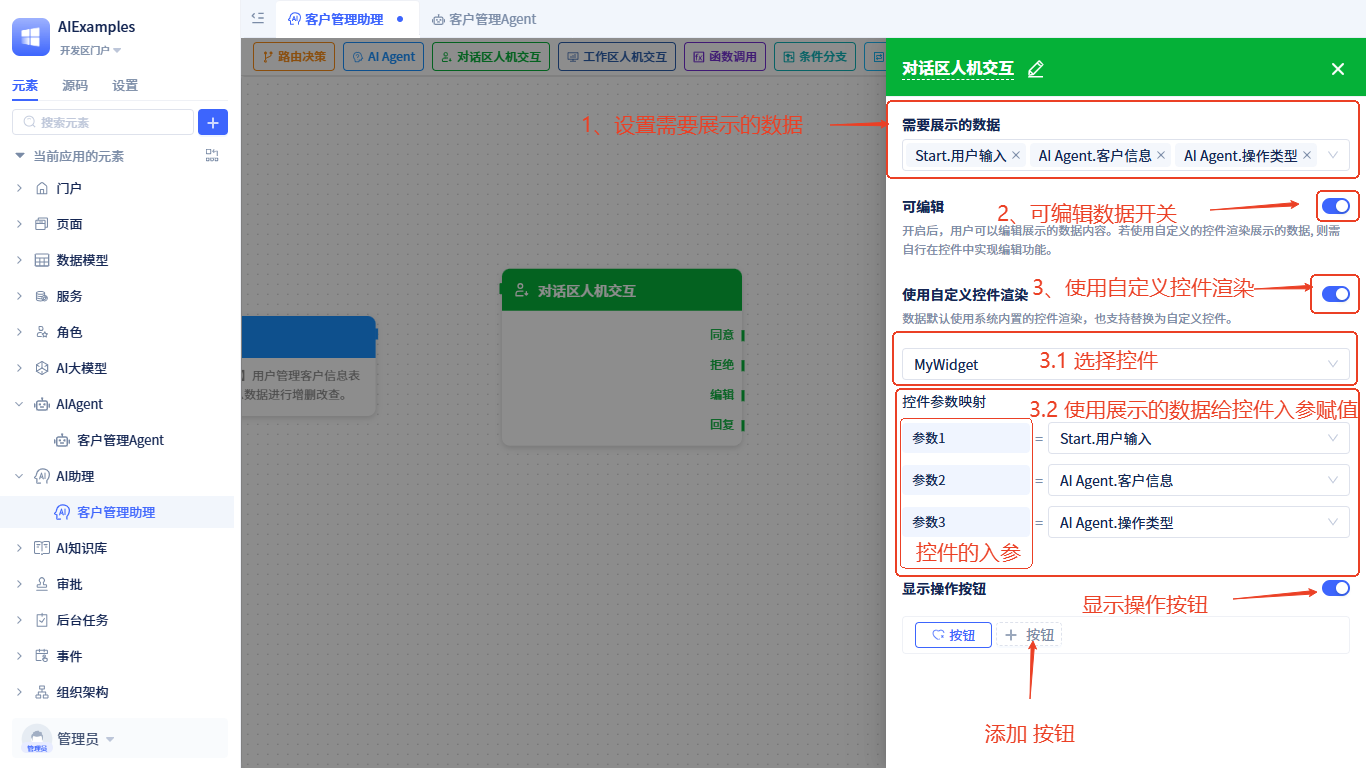 AIExamples
开发区门户
元素 源码 设置
搜索元素
当前应用的元素
门户
页面
数据模型
服务
角色
AI大模型
AIAgent
客户管理Agent
AI助理
客户管理助理
AI知识库
审批
后台任务
事件
组织架构
管理员
管理员
客户管理助理 客户管理Agent
路由决策 AI Agent 对话区人机交互 工作区人机交互 函数调用 条件分支
1、设置需要展示的数据
】用户管理客户信息表
数据进行增删改查。
对话区人机交互
同意
拒绝
编辑
回复
对话区人机交互
需要展示的数据
Start.用户输入 × AI Agent.客户信息 × AI Agent.操作类型 ×
可编辑
2、可编辑数据开关
开启后，用户可以编辑展示的数据内容。若使用自定义的控件渲染展示的数据, 则需
自行在控件中实现编辑功能。
使用自定义控件渲染
3、使用自定义控件渲染
数据默认使用系统内置的控件渲染，也支持替换为自定义控件。
MyWidget
3.1 选择控件
控件参数映射
3.2 使用展示的数据给控件入参赋值
参数1 = Start.用户输入
参数2 = AI Agent.客户信息
参数3 = AI Agent.操作类型
控件的入参
显示操作按钮
显示操作按钮
按钮 + 按钮
添加 按钮